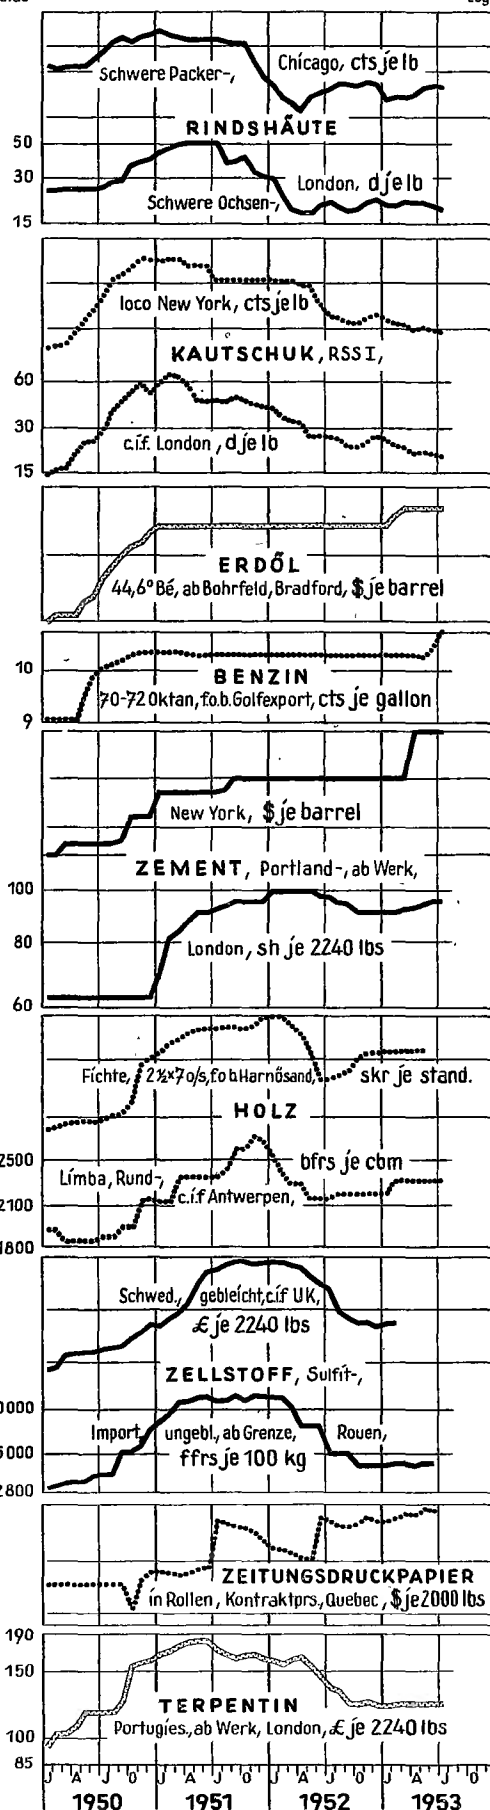 Schwere Packer-, Chicago, cts je lb
RINDSHÄUTE
50
30
London, d je lb
Schwere Ochsen-,
15
loco New York, cts je lb
KAUTSCHUK, RSS I,
60
30
c.i.f. London, d je lb
15
ERDÖL
44,6° Bé, ab Bohrfeld, Bradford, $ je barrel
10
BENZIN
70-72 Oktan, f.o.b. Golfexport, cts je gallon
9
New York, $ je barrel
ZEMENT, Portland-, ab Werk,
100
80
London, sh je 2240 lbs
60
Fichte, 2½x7 o/s, f.o.b. Harnösand, skr je stand.
HOLZ
2500
bfrs je cbm
Limba, Rund-, c.i.f. Antwerpen,
2100
1800
Schwed., gebleicht, c.i.f. UK,
£ je 2240 lbs
ZELLSTOFF, Sulfit-,
0000
Import, ungebl., ab Grenze, Rouen,
5000
ffrs je 100 kg
2800
ZEITUNGSDRUCKPAPIER
in Rollen, Kontraktprs., Quebec, $ je 2000 lbs
190
150
TERPENTIN
Portugies., ab Werk, London, £ je 2240 lbs
100
85
J A J O J A J O J A J O J A J O
1950 1951 1952 1953